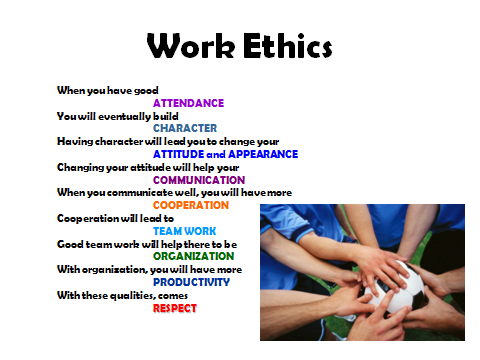 Work Ethics
When you have good
ATTENDANCE
You will eventually build
CHARACTER
Having character will lead you to change your
ATTITUDE and APPEARANCE
Changing your attitude will help your
COMMUNICATION
When you communicate well, you will have more
COOPERATION
Cooperation will lead to
TEAM WORK
Good team work will help there to be
ORGANIZATION
With organization, you will have more
PRODUCTIVITY
With these qualities, comes
RESPECT